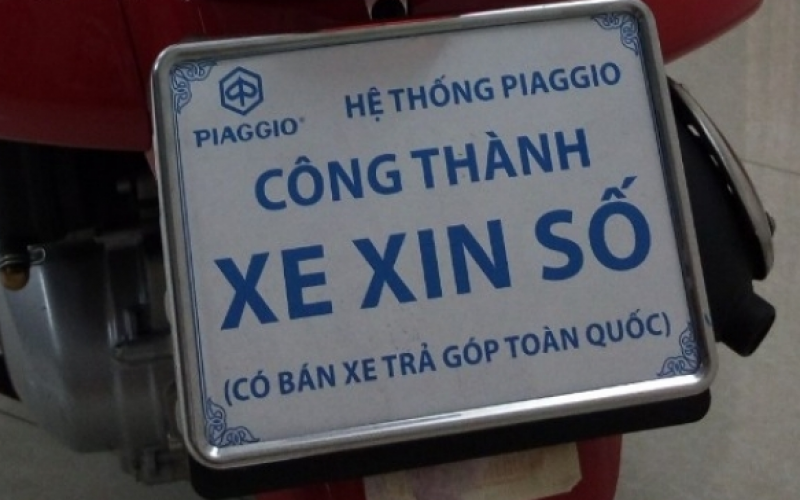 PIAGGIO
HỆ THỐNG PIAGGIO
CÔNG THÀNH
XE XIN SỐ
(CÓ BÁN XE TRẢ GÓP TOÀN QUỐC)